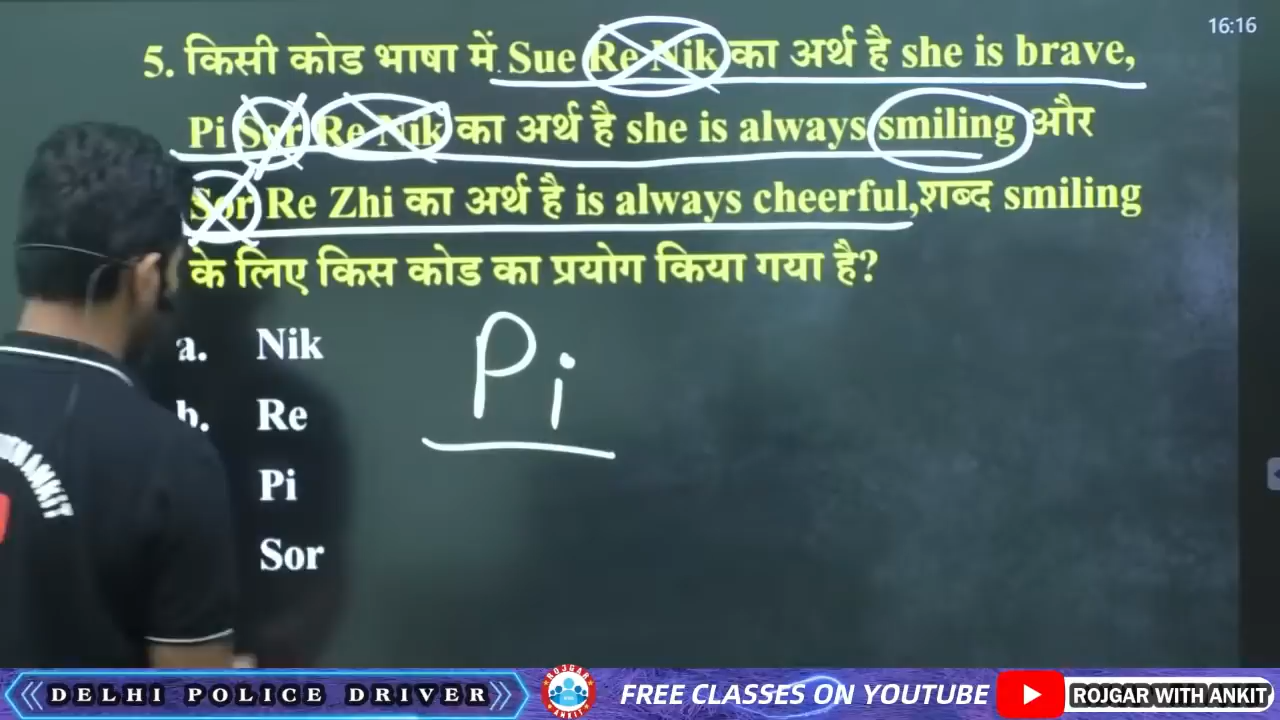 16:16
5. किसी कोड भाषा में Sue Re Nik का अर्थ है she is brave,
Pi Sor Re Nik का अर्थ है she is always smiling और
Sor Re Zhi का अर्थ है is always cheerful,शब्द smiling
के लिए किस कोड का प्रयोग किया गया है?
a. Nik
b. Re
Pi
Sor
Pi
DELHI POLICE DRIVER
ROJGAR
ANKIT
FREE CLASSES ON YOUTUBE
ROJGAR WITH ANKIT